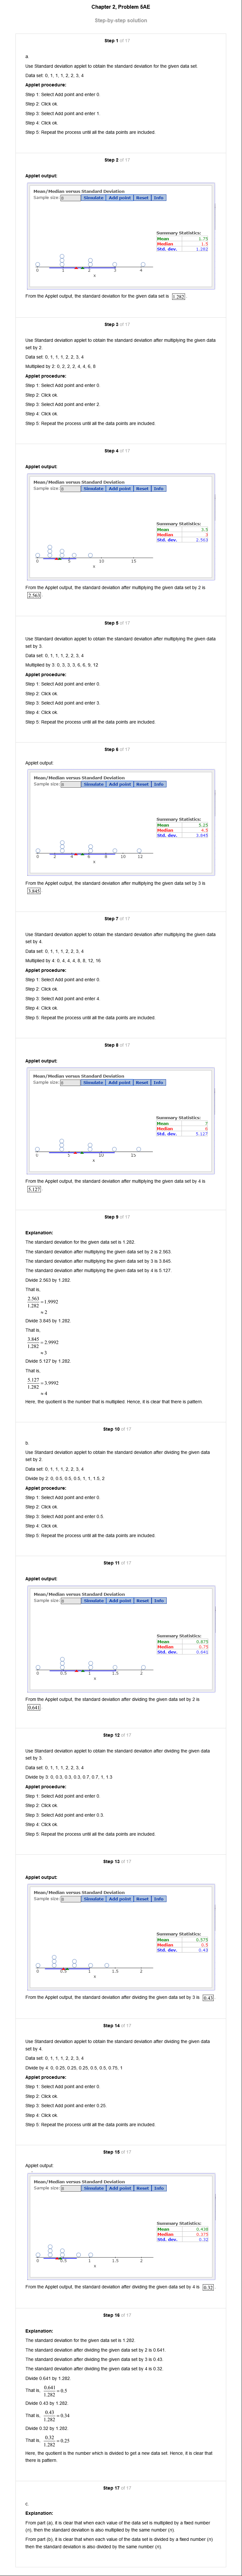 Chapter 2, Problem 5AE
Step-by-step solution
Step 1 of 17
a.
Use Standard deviation applet to obtain the standard deviation for the given data set.
Data set: 0, 1, 1, 1, 2, 2, 3, 4
Applet procedure:
Step 1: Select Add point and enter 0.
Step 2: Click ok.
Step 3: Select Add point and enter 1.
Step 4: Click ok.
Step 5: Repeat the process until all the data points are included.
Step 2 of 17
Applet output:
Mean/Median versus Standard Deviation
Sample size: Simulate Add point Reset Info
Summary Statistics:
Mean 1.75
Median 1.5
Std. dev. 1.282
0 1 2 3 4
x
From the Applet output, the standard deviation for the given data set is 1.282
Step 3 of 17
Use Standard deviation applet to obtain the standard deviation after multiplying the given data
set by 2.
Data set: 0, 1, 1, 1, 2, 2, 3, 4
Multiplied by 2: 0, 2, 2, 2, 4, 4, 6, 8
Applet procedure:
Step 1: Select Add point and enter 0.
Step 2: Click ok.
Step 3: Select Add point and enter 2.
Step 4: Click ok.
Step 5: Repeat the process until all the data points are included.
Step 4 of 17
Applet output:
Mean/Median versus Standard Deviation
Sample size: Simulate Add point Reset Info
Summary Statistics:
Mean 3.5
Median 3
Std. dev. 2.563
0 5 10 15
x
From the Applet output, the standard deviation after multiplying the given data set by 2 is
2.563
Step 5 of 17
Use Standard deviation applet to obtain the standard deviation after multiplying the given data
set by 3.
Data set: 0, 1, 1, 1, 2, 2, 3, 4
Multiplied by 3: 0, 3, 3, 3, 6, 6, 9, 12
Applet procedure:
Step 1: Select Add point and enter 0.
Step 2: Click ok.
Step 3: Select Add point and enter 3.
Step 4: Click ok.
Step 5: Repeat the process until all the data points are included.
Step 6 of 17
Applet output:
Mean/Median versus Standard Deviation
Sample size: Simulate Add point Reset Info
Summary Statistics:
Mean 5.25
Median 4.5
Std. dev. 3.845
0 2 4 6 8 10 12
x
From the Applet output, the standard deviation after multiplying the given data set by 3 is
3.845
Step 7 of 17
Use Standard deviation applet to obtain the standard deviation after multiplying the given data
set by 4.
Data set: 0, 1, 1, 1, 2, 2, 3, 4
Multiplied by 4: 0, 4, 4, 4, 8, 8, 12, 16
Applet procedure:
Step 1: Select Add point and enter 0.
Step 2: Click ok.
Step 3: Select Add point and enter 4.
Step 4: Click ok.
Step 5: Repeat the process until all the data points are included.
Step 8 of 17
Applet output:
Mean/Median versus Standard Deviation
Sample size: Simulate Add point Reset Info
Summary Statistics:
Mean 7
Median 6
Std. dev. 5.127
0 5 10 15
x
From the Applet output, the standard deviation after multiplying the given data set by 4 is
5.127
Step 9 of 17
Explanation:
The standard deviation for the given data set is 1.282.
The standard deviation after multiplying the given data set by 2 is 2.563.
The standard deviation after multiplying the given data set by 3 is 3.845.
The standard deviation after multiplying the given data set by 4 is 5.127.
Divide 2.563 by 1.282.
That is,
2.563/1.282 = 1.9992
≈ 2
Divide 3.845 by 1.282.
That is,
3.845/1.282 = 2.9992
≈ 3
Divide 5.127 by 1.282.
That is,
5.127/1.282 = 3.9992
≈ 4
Here, the quotient is the number that is multiplied. Hence, it is clear that there is pattern.
Step 10 of 17
b.
Use Standard deviation applet to obtain the standard deviation after dividing the given data
set by 2.
Data set: 0, 1, 1, 1, 2, 2, 3, 4
Divide by 2: 0, 0.5, 0.5, 0.5, 1, 1, 1.5, 2
Applet procedure:
Step 1: Select Add point and enter 0.
Step 2: Click ok.
Step 3: Select Add point and enter 0.5.
Step 4: Click ok.
Step 5: Repeat the process until all the data points are included.
Step 11 of 17
Applet output:
Mean/Median versus Standard Deviation
Sample size: Simulate Add point Reset Info
Summary Statistics:
Mean 0.875
Median 0.75
Std. dev. 0.641
0 0.5 1 1.5 2
x
From the Applet output, the standard deviation after dividing the given data set by 2 is
0.641
Step 12 of 17
Use Standard deviation applet to obtain the standard deviation after dividing the given data
set by 3.
Data set: 0, 1, 1, 1, 2, 2, 3, 4
Divide by 3: 0, 0.3, 0.3, 0.3, 0.7, 0.7, 1, 1.3
Applet procedure:
Step 1: Select Add point and enter 0.
Step 2: Click ok.
Step 3: Select Add point and enter 0.3.
Step 4: Click ok.
Step 5: Repeat the process until all the data points are included.
Step 13 of 17
Applet output:
Mean/Median versus Standard Deviation
Sample size: Simulate Add point Reset Info
Summary Statistics:
Mean 0.575
Median 0.5
Std. dev. 0.43
0 0.5 1 1.5 2
x
From the Applet output, the standard deviation after dividing the given data set by 3 is 0.43
Step 14 of 17
Use Standard deviation applet to obtain the standard deviation after dividing the given data
set by 4.
Data set: 0, 1, 1, 1, 2, 2, 3, 4
Divide by 4: 0, 0.25, 0.25, 0.25, 0.5, 0.5, 0.75, 1
Applet procedure:
Step 1: Select Add point and enter 0.
Step 2: Click ok.
Step 3: Select Add point and enter 0.25.
Step 4: Click ok.
Step 5: Repeat the process until all the data points are included.
Step 15 of 17
Applet output:
Mean/Median versus Standard Deviation
Sample size: Simulate Add point Reset Info
Summary Statistics:
Mean 0.438
Median 0.375
Std. dev. 0.32
0 0.5 1 1.5 2
x
From the Applet output, the standard deviation after dividing the given data set by 4 is 0.32
Step 16 of 17
Explanation:
The standard deviation for the given data set is 1.282.
The standard deviation after dividing the given data set by 2 is 0.641.
The standard deviation after dividing the given data set by 3 is 0.43.
The standard deviation after dividing the given data set by 4 is 0.32.
Divide 0.641 by 1.282.
That is, 0.641/1.282 = 0.5
Divide 0.43 by 1.282.
That is, 0.43/1.282 = 0.34
Divide 0.32 by 1.282.
That is, 0.32/1.282 = 0.25
Here, the quotient is the number which is divided to get a new data set. Hence, it is clear that
there is pattern.
Step 17 of 17
c.
Explanation:
From part (a), it is clear that when each value of the data set is multiplied by a fixed number
(n), then the standard deviation is also multiplied by the same number (n).
From part (b), it is clear that when each value of the data set is divided by a fixed number (n)
then the standard deviation is also divided by the same number (n).